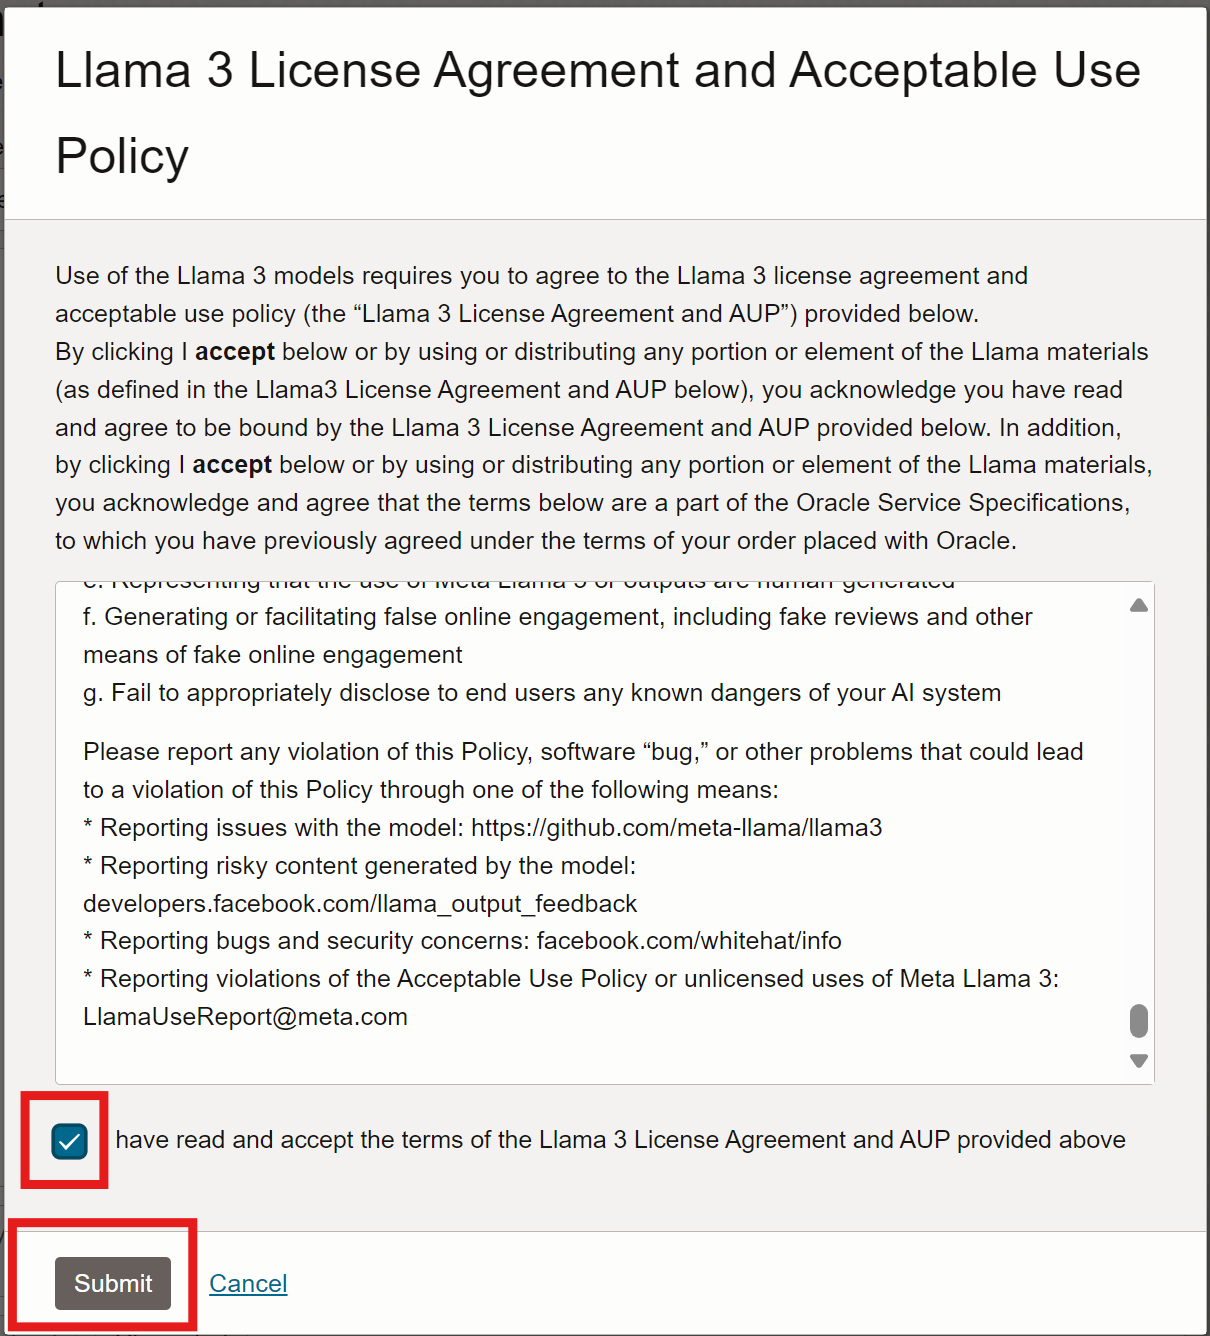 Llama 3 License Agreement and Acceptable Use
Policy
Use of the Llama 3 models requires you to agree to the Llama 3 license agreement and
acceptable use policy (the “Llama 3 License Agreement and AUP”) provided below.
By clicking I accept below or by using or distributing any portion or element of the Llama materials
(as defined in the Llama3 License Agreement and AUP below), you acknowledge you have read
and agree to be bound by the Llama 3 License Agreement and AUP provided below. In addition,
by clicking I accept below or by using or distributing any portion or element of the Llama materials,
you acknowledge and agree that the terms below are a part of the Oracle Service Specifications,
to which you have previously agreed under the terms of your order placed with Oracle.
e. Representing that the use of Meta Llama 3 or outputs are human generated
f. Generating or facilitating false online engagement, including fake reviews and other
means of fake online engagement
g. Fail to appropriately disclose to end users any known dangers of your AI system
Please report any violation of this Policy, software “bug,” or other problems that could lead
to a violation of this Policy through one of the following means:
* Reporting issues with the model: https://github.com/meta-llama/llama3
* Reporting risky content generated by the model:
developers.facebook.com/llama_output_feedback
* Reporting bugs and security concerns: facebook.com/whitehat/info
* Reporting violations of the Acceptable Use Policy or unlicensed uses of Meta Llama 3:
LlamaUseReport@meta.com
have read and accept the terms of the Llama 3 License Agreement and AUP provided above
Submit Cancel